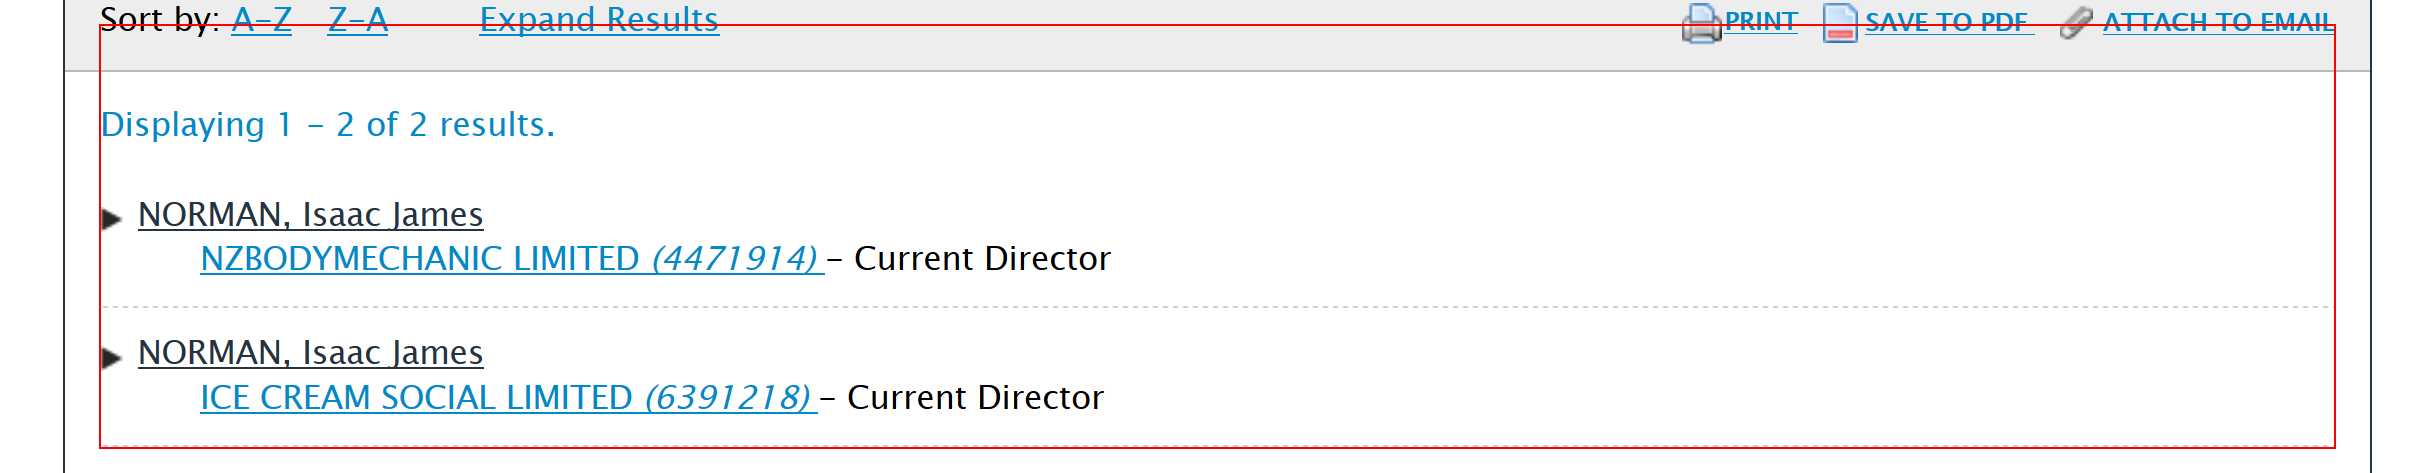 Sort by: A-Z Z-A Expand Results PRINT SAVE TO PDF ATTACH TO EMAIL
Displaying 1 - 2 of 2 results.
NORMAN, Isaac James
NZBODYMECHANIC LIMITED (4471914) - Current Director
NORMAN, Isaac James
ICE CREAM SOCIAL LIMITED (6391218) - Current Director